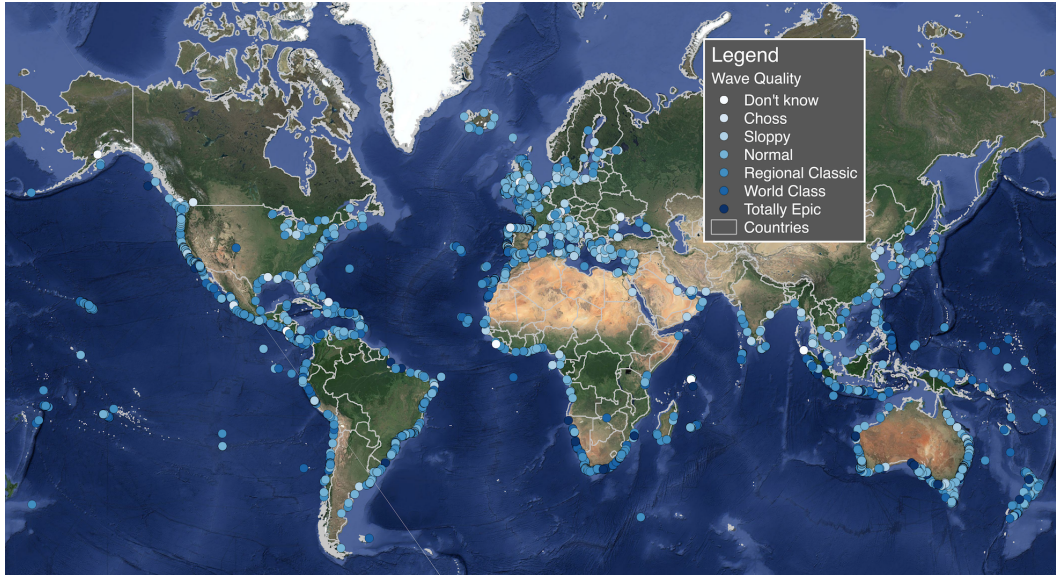 Legend
Wave Quality
Don't know
Choss
Sloppy
Normal
Regional Classic
World Class
Totally Epic
Countries